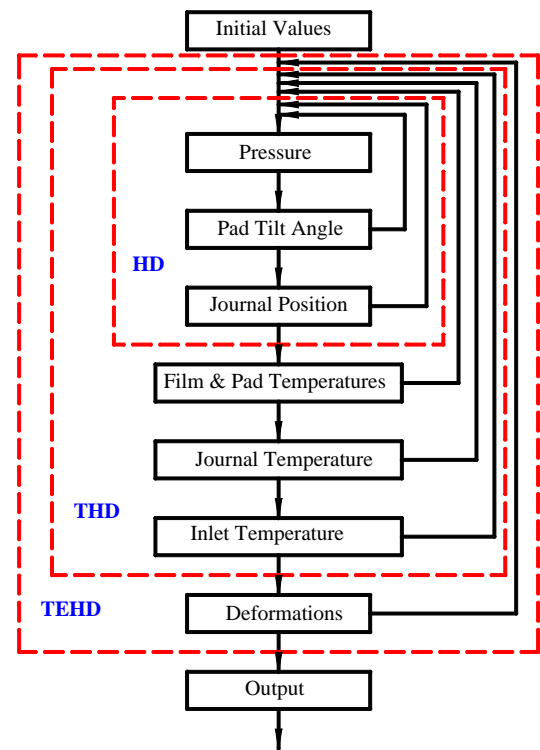 Initial Values
Pressure
Pad Tilt Angle
HD
Journal Position
Film & Pad Temperatures
Journal Temperature
THD
Inlet Temperature
TEHD
Deformations
Output